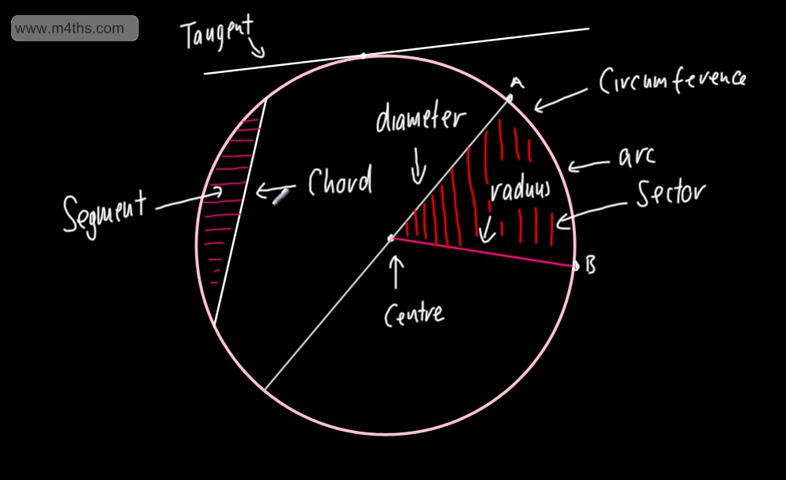 www.m4ths.com
Tangent
A
Circumference
diameter
arc
Chord
radius
Sector
Segment
B
Centre